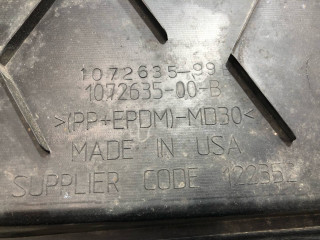 1072635-99
1072635-00-B
>(PP+EPDM)-MD30<
MADE IN USA
SUPPLIER CODE 122352